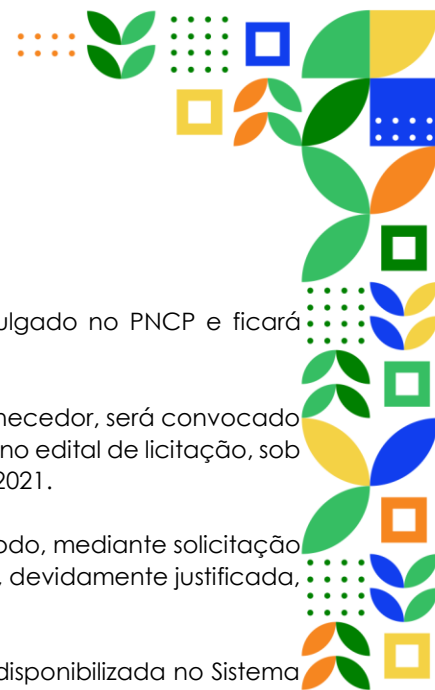 ulgado no PNCP e ficará
necedor, será convocado
no edital de licitação, sob
2021.
odo, mediante solicitação
, devidamente justificada,
disponibilizada no Sistema